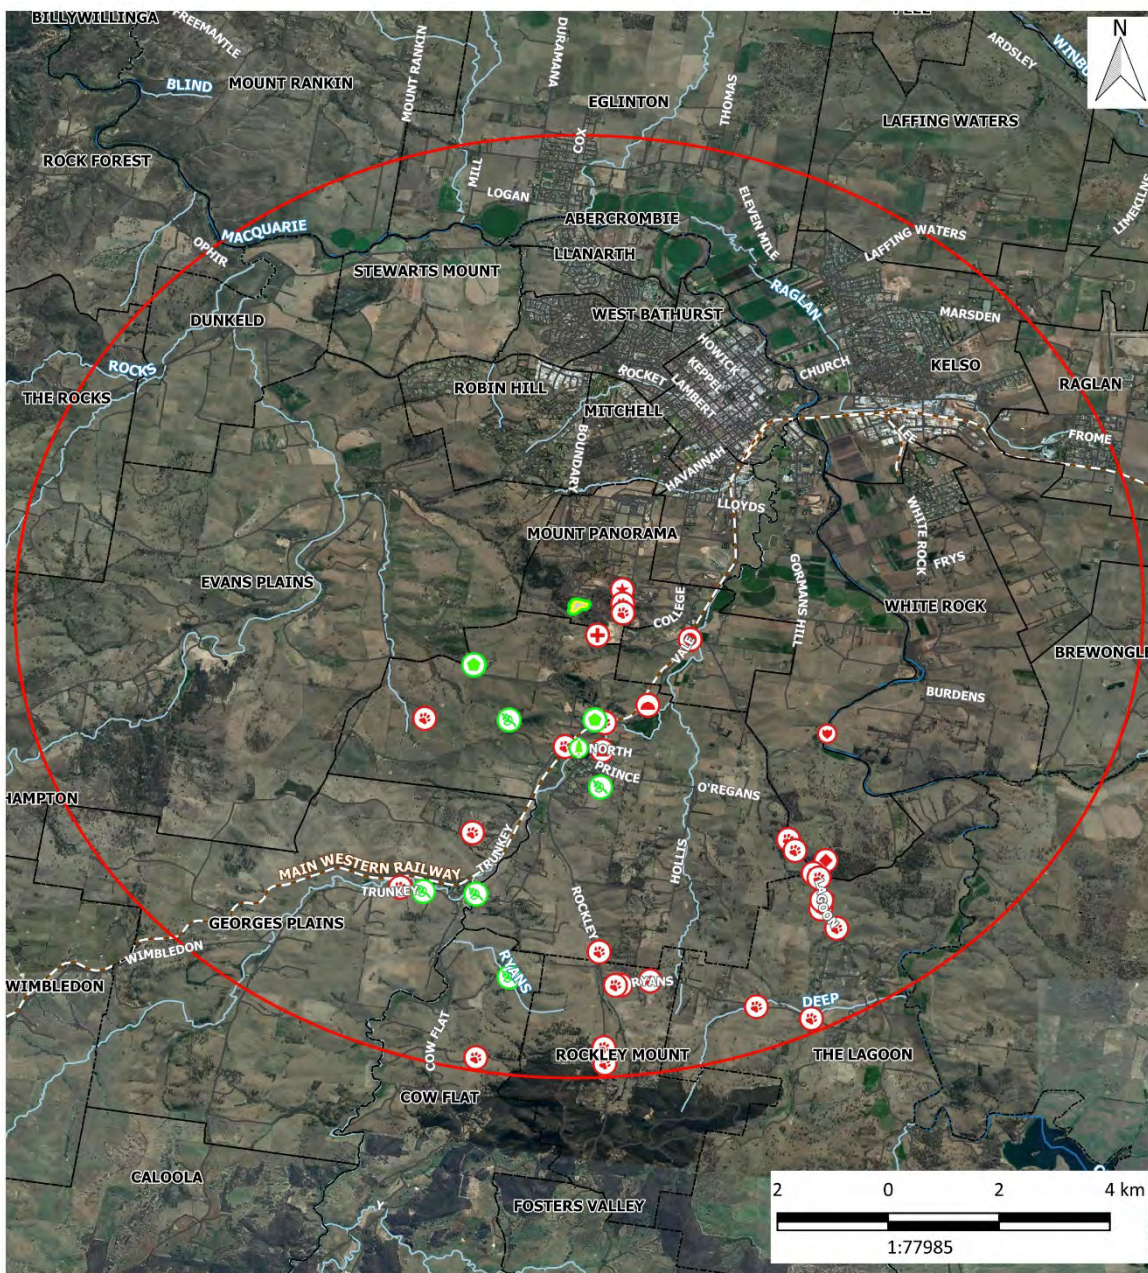 BILLYWILLINGA
FREEMANTLE
DURAMANA
N
ARDSLEY
BLIND
MOUNT RANKIN
MOUNT RANKIN
EGLINTON
THOMAS
LAFFING WATERS
COX
ROCK FOREST
MILL
LOGAN
LIMEKILNS
ELEVEN MILE
MACQUARIE
ABERCROMBIE
LAFFING WATERS
OPHIR
LLANARTH
STEWARTS MOUNT
RAGLAN
DUNKELD
WEST BATHURST
MARSDEN
HOWICK
ROCKS
KEPPEL
CHURCH
KELSO
ROCKET
LAMBERT
RAGLAN
THE ROCKS
ROBIN HILL
MITCHELL
LEE
FROME
BOUNDARY
HAVANNAH
LLOYDS
WHITE ROCK
MOUNT PANORAMA
FRYS
EVANS PLAINS
GORMANS HILL
WHITE ROCK
COLLEGE
VALE
BURDENS
NORTH
PRINCE
O'REGANS
TRUNKEY
HOLLIS
MAIN WESTERN RAILWAY
TRUNKEY
LAGOON
GEORGES PLAINS
ROCKLEY
WIMBLEDON
RYANS
RYANS
WIMBLEDON
DEEP
COW FLAT
ROCKLEY MOUNT
THE LAGOON
COW FLAT
CALOOLA
FOSTERS VALLEY
Y
2 0 2 4 km
1:77985